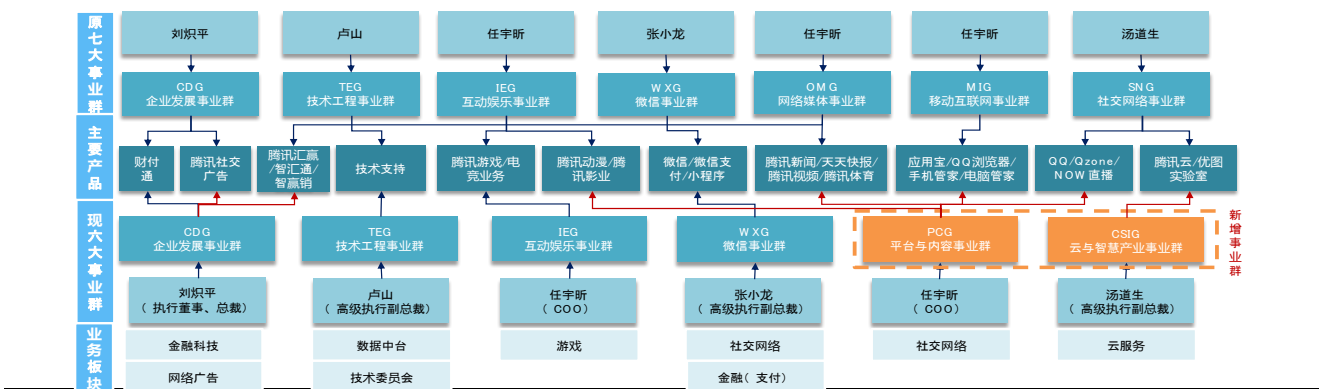 原七大事业群
刘炽平
卢山
任宇昕
张小龙
任宇昕
任宇昕
汤道生
CDG
企业发展事业群
TEG
技术工程事业群
IEG
互动娱乐事业群
WXG
微信事业群
OMG
网络媒体事业群
MIG
移动互联网事业群
SNG
社交网络事业群
主要产品
财付
通
腾讯社交
广告
腾讯汇赢
/智汇通/
智赢销
技术支持
腾讯游戏/电
竞业务
腾讯动漫/腾
讯影业
微信/微信支
付/小程序
腾讯新闻/天天快报/
腾讯视频/腾讯体育
应用宝/QQ浏览器/
手机管家/电脑管家
QQ/Qzone/
NOW直播
腾讯云/优图
实验室
现六大事业群
CDG
企业发展事业群
TEG
技术工程事业群
IEG
互动娱乐事业群
WXG
微信事业群
PCG
平台与内容事业群
CSIG
云与智慧产业事业群
新增事业群
刘炽平
（执行董事、总裁）
卢山
（高级执行副总裁）
任宇昕
（COO）
张小龙
（高级执行副总裁）
任宇昕
（COO）
汤道生
（高级执行副总裁）
业务板块
金融科技
数据中台
游戏
社交网络
社交网络
云服务
网络广告
技术委员会
金融（支付）